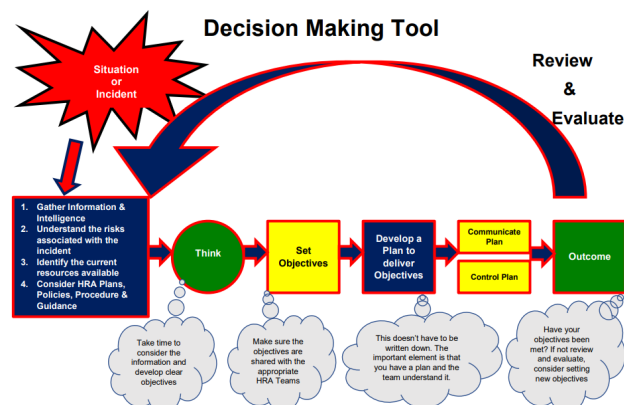 Decision Making Tool
Situation
or
Incident
Review
&
Evaluate
1. Gather Information &
Intelligence
2. Understand the risks
associated with the
incident
3. Identify the current
resources available
4. Consider HRA Plans,
Policies, Procedure &
Guidance
Think
Set
Objectives
Develop a
Plan to
deliver
Objectives
Communicate
Plan
Control Plan
Outcome
Take time to
consider the
information and
develop clear
objectives
Make sure the
objectives are
shared with the
appropriate
HRA Teams
This doesn't have to be
written down. The
important element is that
you have a plan and the
team understand it.
Have your
objectives been
met? If not review
and evaluate,
consider setting
new objectives